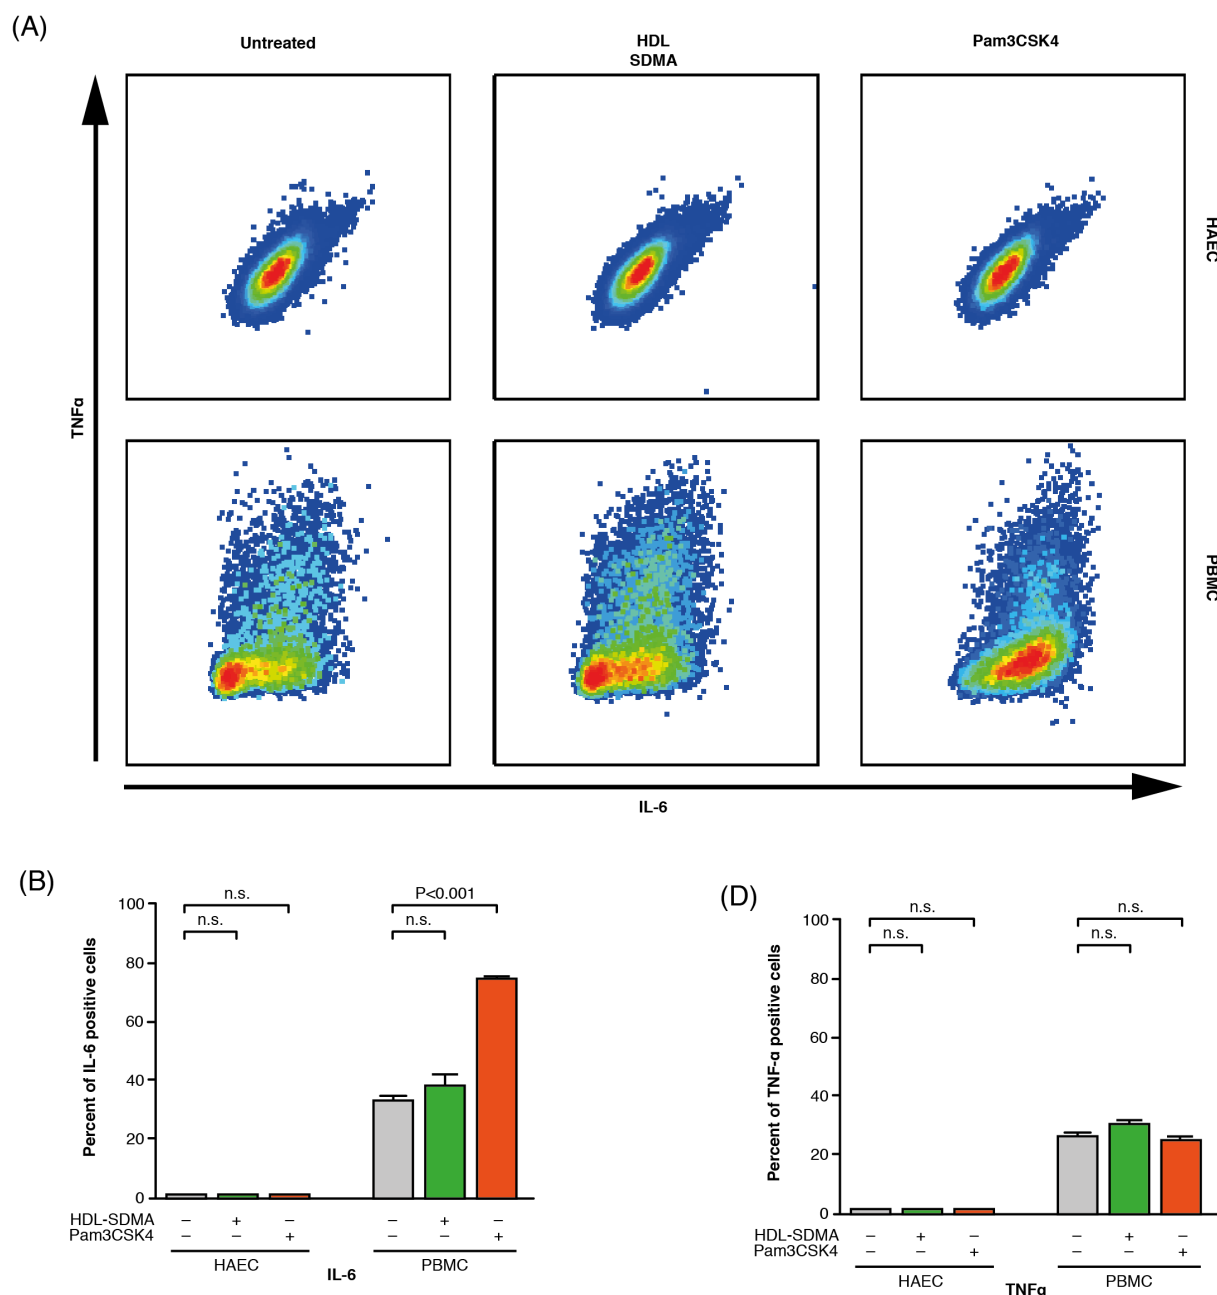 (A)
Untreated
HDL
SDMA
Pam3CSK4
TNFα
HAEC
PBMC
IL-6
(B)
Percent of IL-6 positive cells
100
80
60
40
20
0
n.s.
n.s.
P<0.001
n.s.
HDL-SDMA – + – – + –
Pam3CSK4 – – + – – +
HAEC
PBMC
IL-6
(D)
Percent of TNF-α positive cells
100
80
60
40
20
0
n.s.
n.s.
n.s.
n.s.
HDL-SDMA – + – – + –
Pam3CSK4 – – + – – +
HAEC
PBMC
TNFα